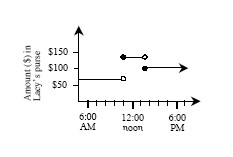 Amount ($) in
Lacy's purse
$150
$100
$50
6:00 12:00 6:00
AM noon PM